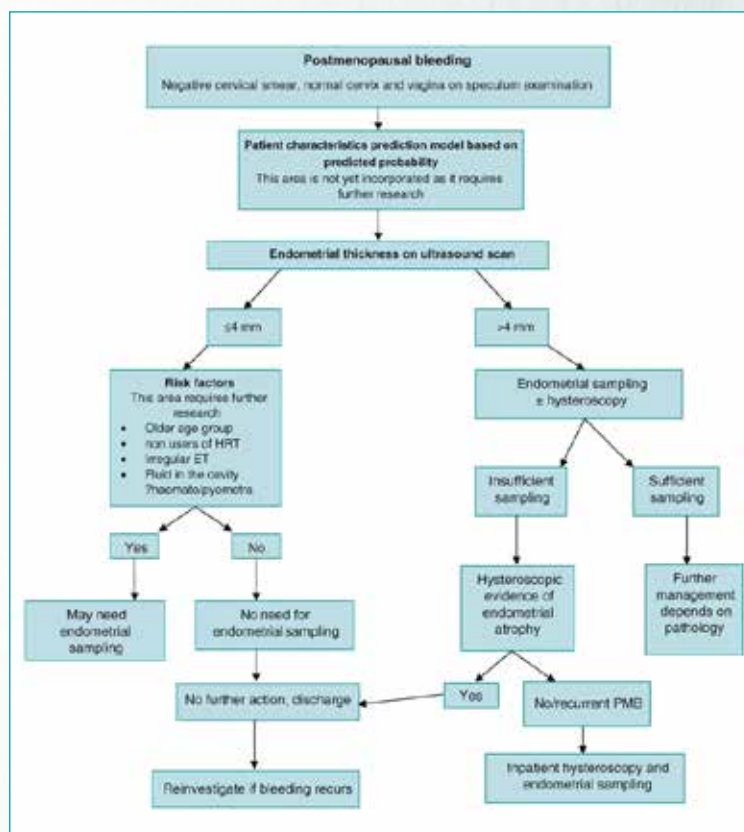 Postmenopausal bleeding
Negative cervical smear, normal cervix and vagina on speculum examination
Patient characteristics prediction model based on
predicted probability
This area is not yet incorporated as it requires
further research
Endometrial thickness on ultrasound scan
≤4 mm
>4 mm
Risk factors
This area requires further
research
• Older age group
• non users of HRT
• Irregular ET
• Fluid in the cavity
?haemato/pyometra
Endometrial sampling
± hysteroscopy
Insufficient
sampling
Sufficient
sampling
Yes
No
May need
endometrial
sampling
No need for
endometrial sampling
Hysteroscopic
evidence of
endometrial
atrophy
Further
management
depends on
pathology
No further action, discharge
Yes
No/recurrent PMB
Reinvestigate if bleeding recurs
Inpatient hysteroscopy and
endometrial sampling